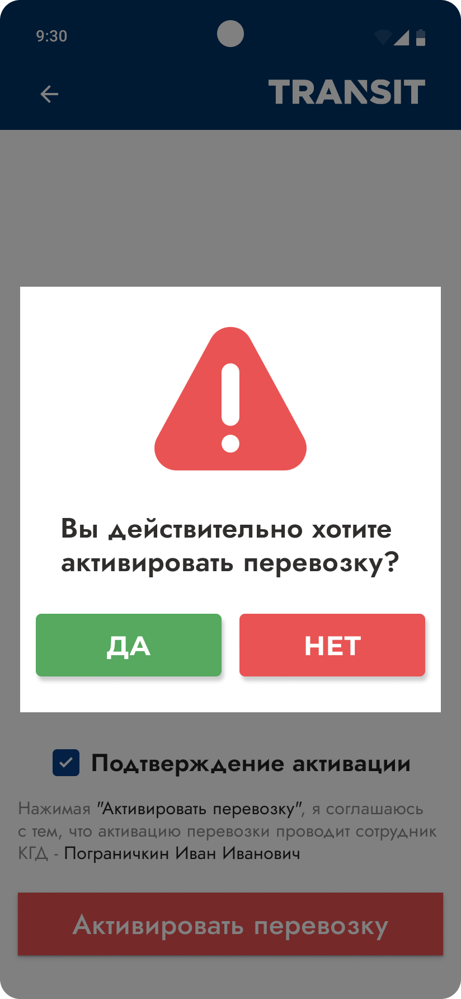 9:30
TRANSIT
Вы действительно хотите
активировать перевозку?
ДА
НЕТ
Подтверждение активации
Нажимая "Активировать перевозку", я соглашаюсь
с тем, что активацию перевозки проводит сотрудник
КГД - Пограничкин Иван Иванович
Активировать перевозку